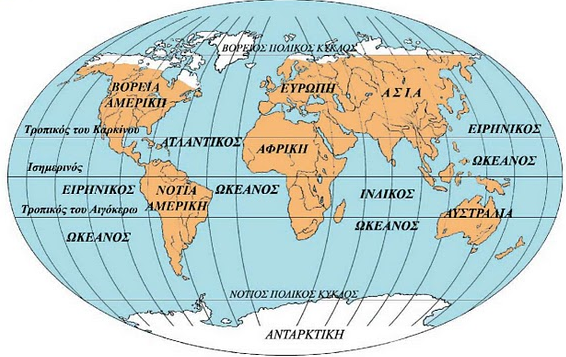 ΒΟΡΕΙΟΣ ΠΟΛΙΚΟΣ ΚΥΚΛΟΣ
ΒΟΡΕΙΑ
ΑΜΕΡΙΚΗ
ΕΥΡΩΠΗ
ΑΣΙΑ
Τροπικός του Καρκίνου
ΑΤΛΑΝΤΙΚΟΣ
ΑΦΡΙΚΗ
ΕΙΡΗΝΙΚΟΣ
ΩΚΕΑΝΟΣ
Ισημερινός
ΕΙΡΗΝΙΚΟΣ
ΝΟΤΙΑ
ΑΜΕΡΙΚΗ
ΩΚΕΑΝΟΣ
ΙΝΔΙΚΟΣ
Τροπικός του Αιγόκερω
ΑΥΣΤΡΑΛΙΑ
ΩΚΕΑΝΟΣ
ΩΚΕΑΝΟΣ
ΝΟΤΙΟΣ ΠΟΛΙΚΟΣ ΚΥΚΛΟΣ
ΑΝΤΑΡΚΤΙΚΗ